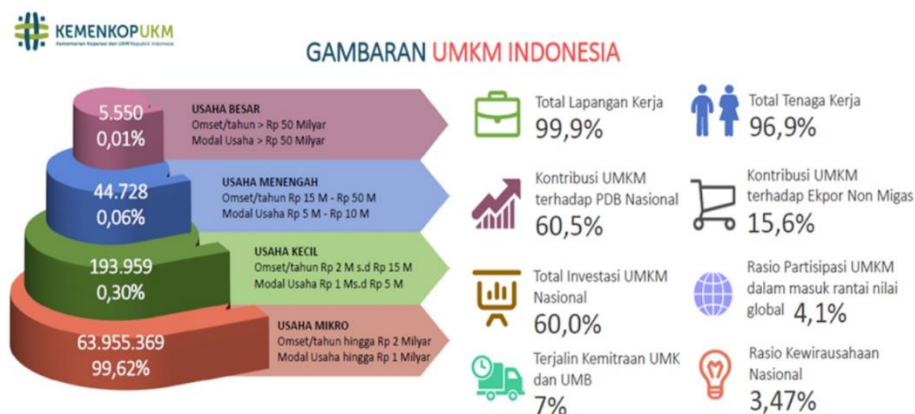 KEMENKOPUKM
Kementerian Koperasi dan UKM Republik Indonesia
GAMBARAN UMKM INDONESIA
5.550
0,01%
USAHA BESAR
Omset/tahun > Rp 50 Milyar
Modal Usaha > Rp 50 Milyar
44.728
0,06%
USAHA MENENGAH
Omset/tahun Rp 15 M - Rp 50 M
Modal Usaha Rp 5 M - Rp 10 M
193.959
0,30%
USAHA KECIL
Omset/tahun Rp 2 M s.d Rp 15 M
Modal Usaha Rp 1 Ms.d Rp 5 M
63.955.369
99,62%
USAHA MIKRO
Omset/tahun hingga Rp 2 Milyar
Modal Usaha hingga Rp 1 Milyar
Total Lapangan Kerja
99,9%
Total Tenaga Kerja
96,9%
Kontribusi UMKM
terhadap PDB Nasional
60,5%
Kontribusi UMKM
terhadap Ekpor Non Migas
15,6%
Total Investasi UMKM
Nasional
60,0%
Rasio Partisipasi UMKM
dalam masuk rantai nilai
global 4,1%
Terjalin Kemitraan UMK
dan UMB
7%
Rasio Kewirausahaan
Nasional
3,47%